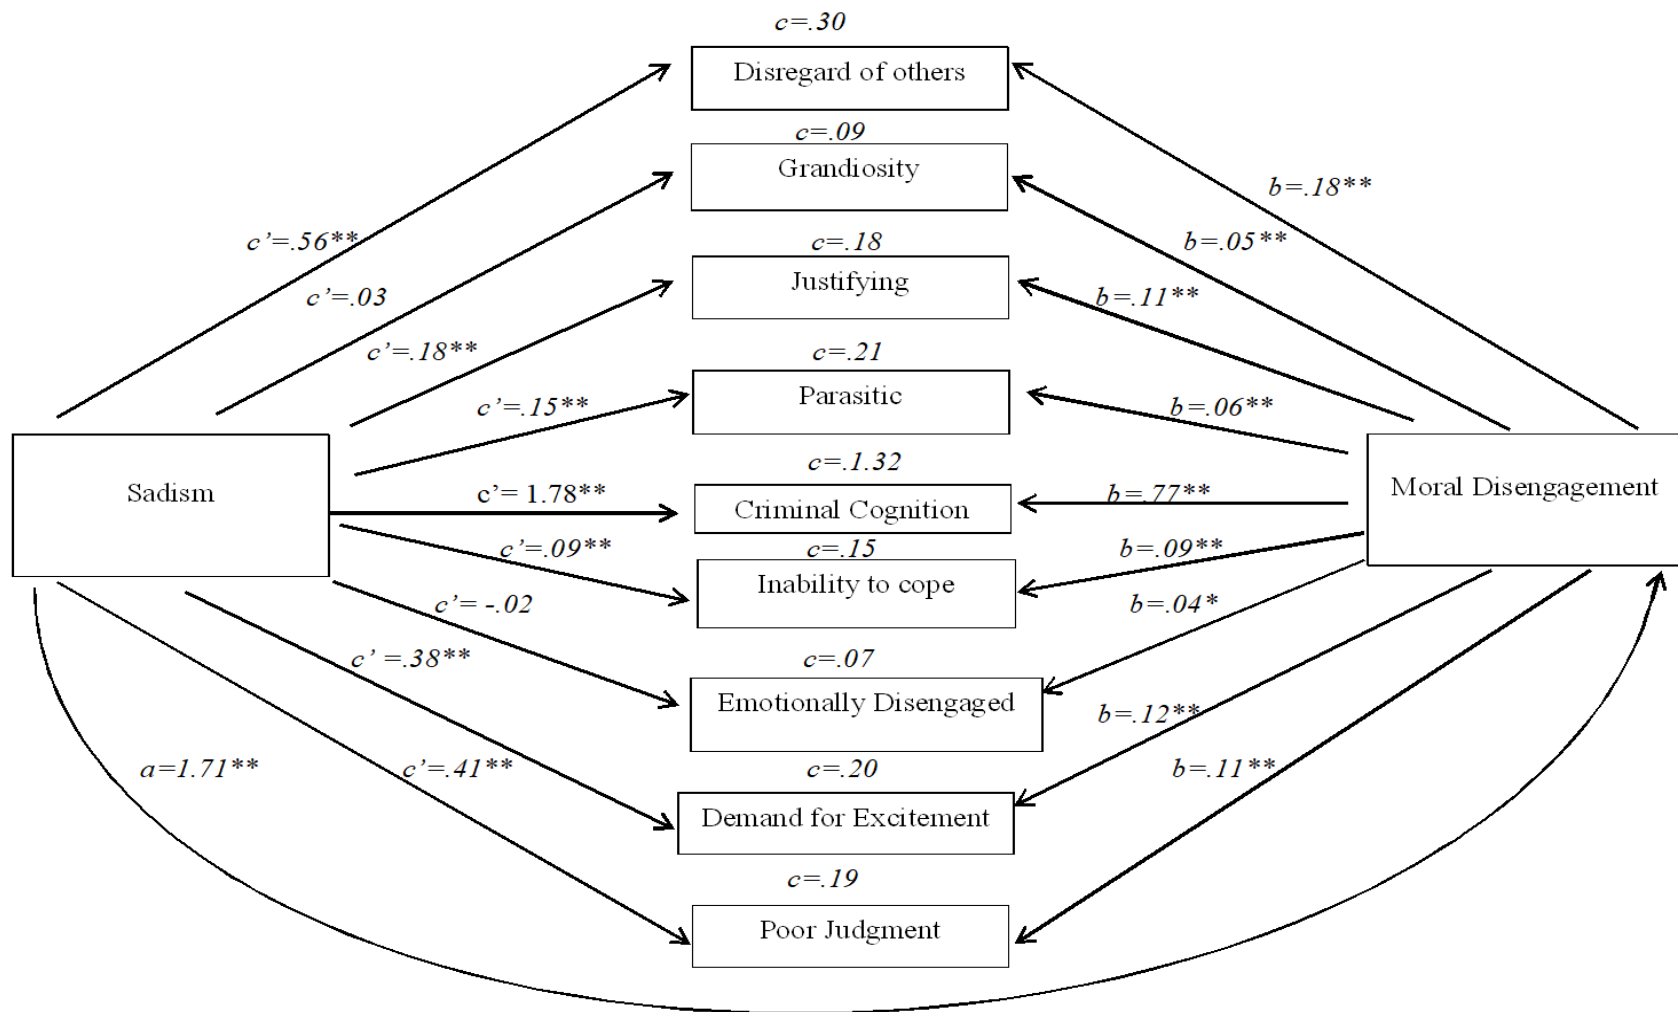 c=.30
Disregard of others
c=.09
Grandiosity
b=.18**
c’=.56**
c=.18
b=.05**
Justifying
c’=.03
b=.11**
c’=.18**
c=.21
Parasitic
c’=.15**
b=.06**
c=.1.32
Sadism
c’= 1.78**
Criminal Cognition
b=.77**
Moral Disengagement
c’=.09**
c=.15
b=.09**
Inability to cope
c’= -.02
b=.04*
c’ =.38**
c=.07
Emotionally Disengaged
b=.12**
a=1.71**
c’=.41**
c=.20
b=.11**
Demand for Excitement
c=.19
Poor Judgment